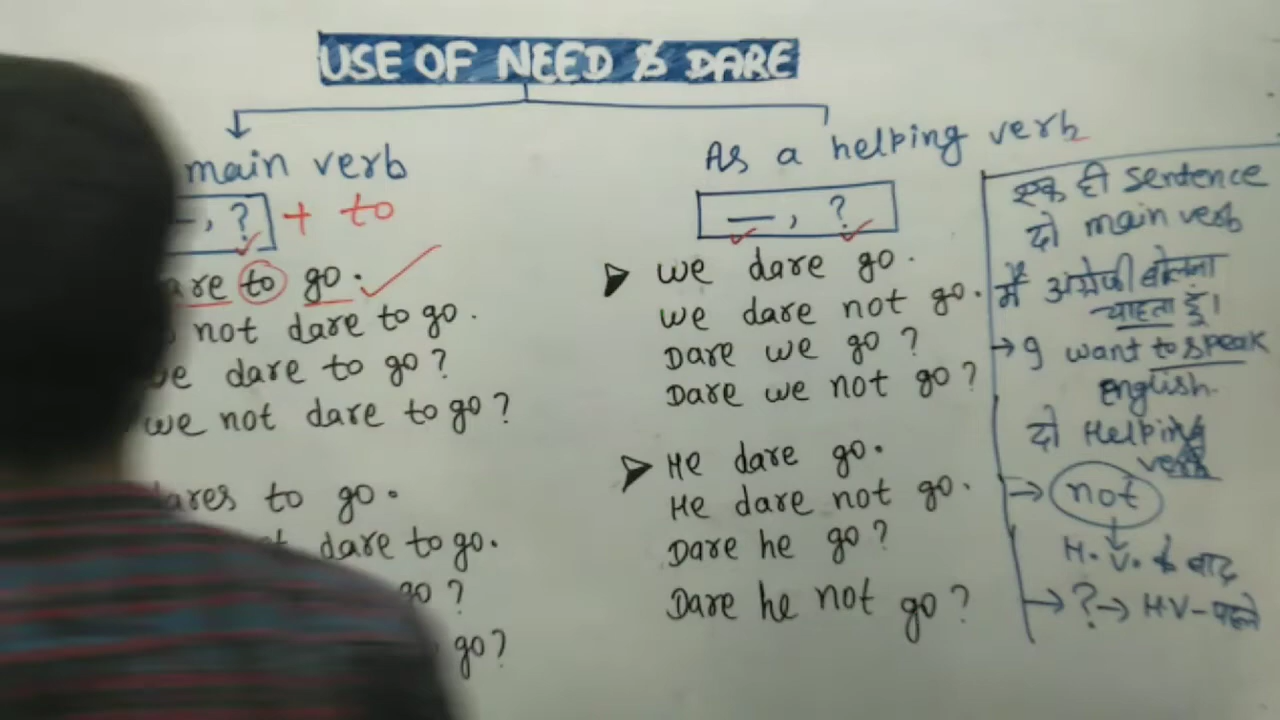 USE OF NEED & DARE
main verb
—, ? + to
are to go.
not dare to go.
we dare to go?
we not dare to go?
dares to go.
dare to go.
go?
go?
As a helping verb
—, ?
We dare go.
We dare not go.
Dare we go?
Dare we not go?
He dare go.
He dare not go.
Dare he go?
Dare he not go?
एक ही sentence
दो main verb
मैं अंग्रेजी बोलना
चाहता हूँ।
→ I want to speak
english.
दो Helping
verb
→ not
H.V. के बाद
→ ? → H.V - पहले